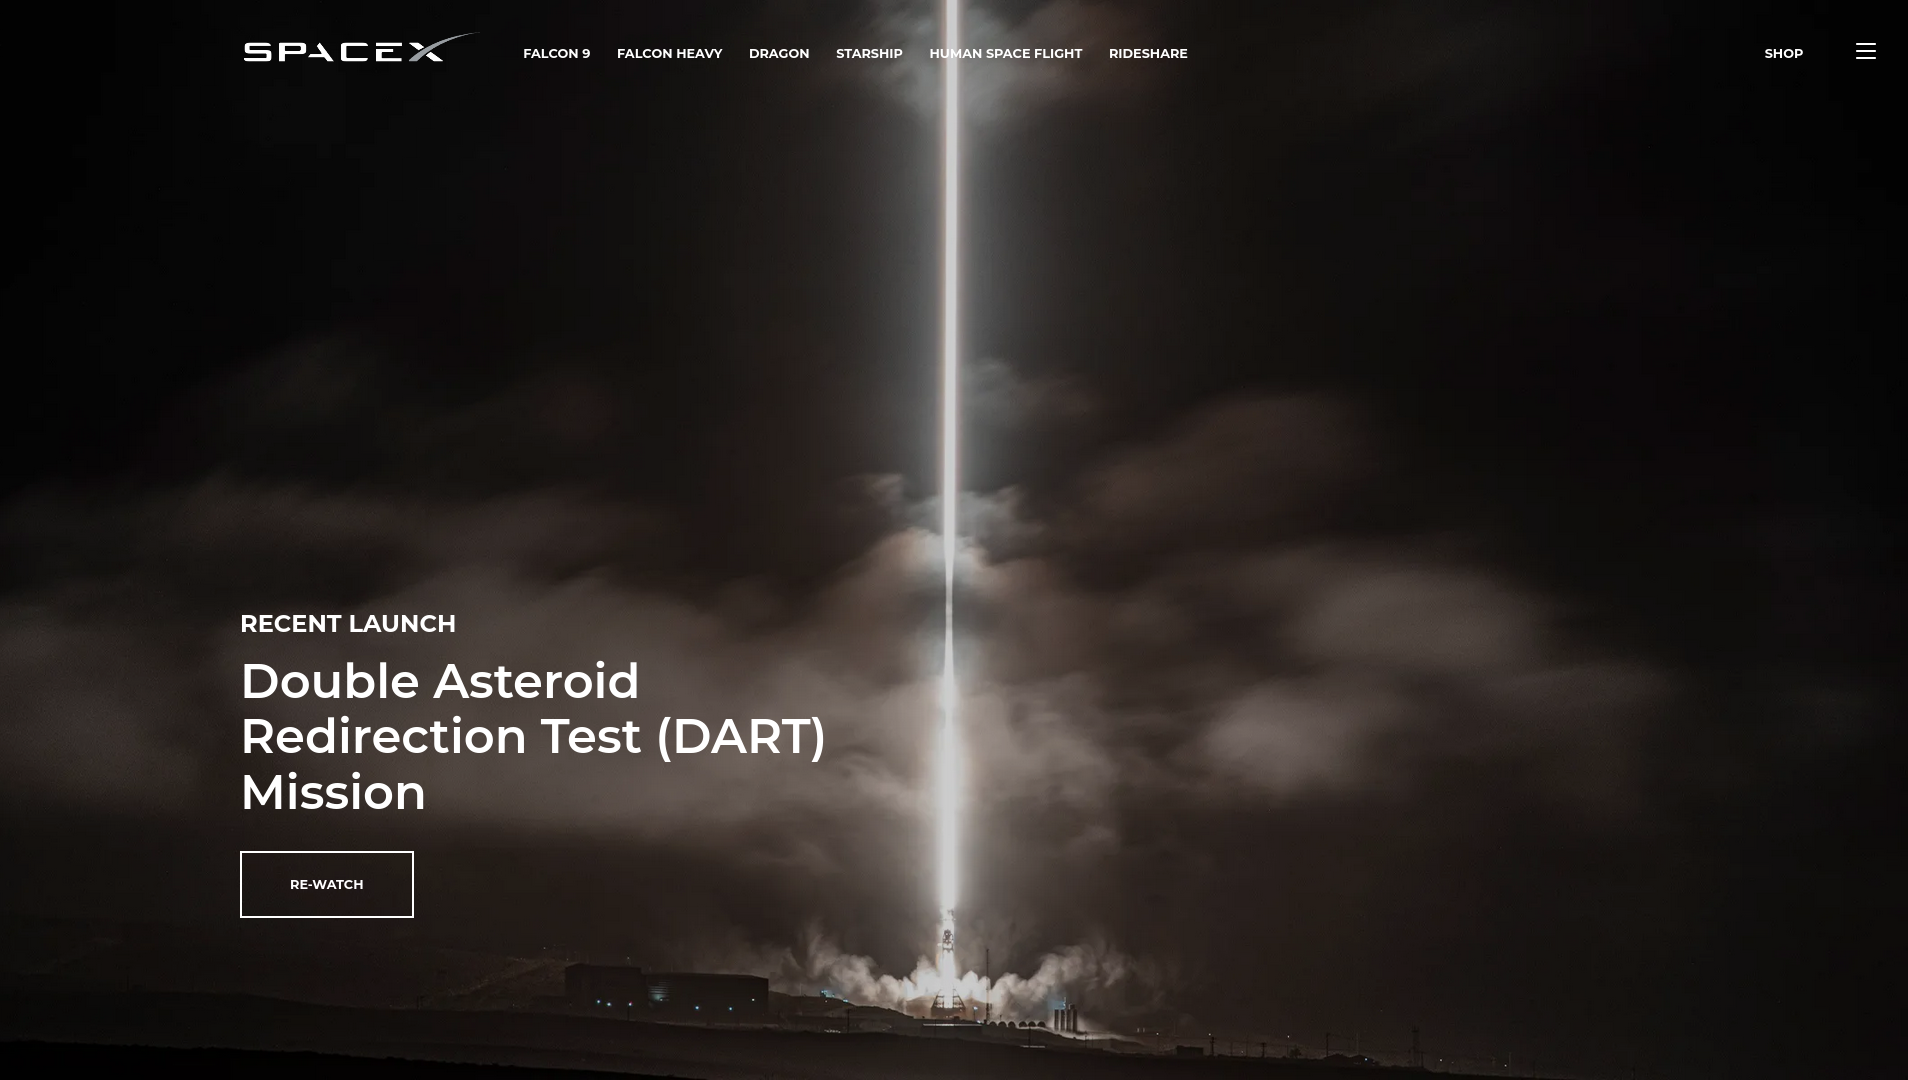 SPACEX
FALCON 9 FALCON HEAVY DRAGON STARSHIP HUMAN SPACE FLIGHT RIDESHARE SHOP
RECENT LAUNCH
Double Asteroid
Redirection Test (DART)
Mission
RE-WATCH